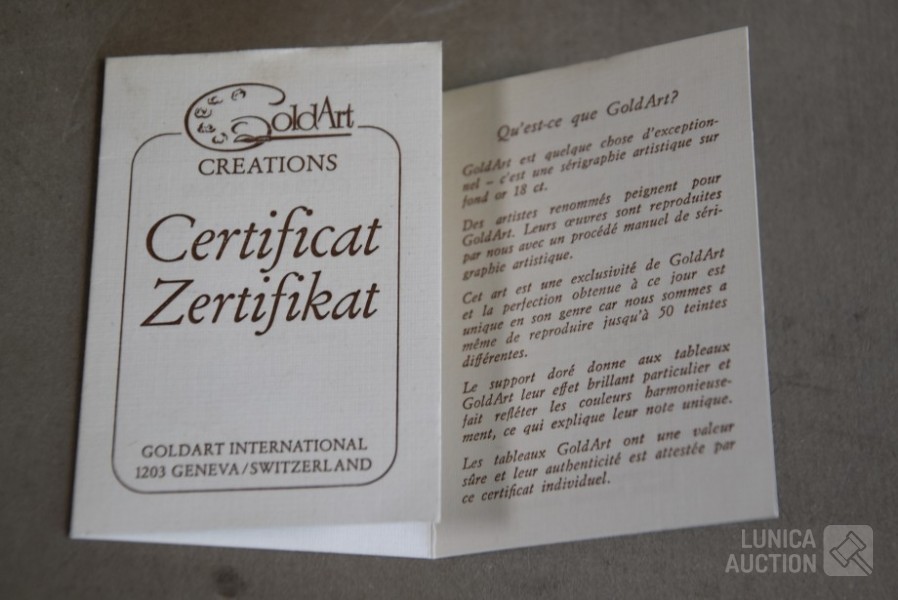 GoldArt
CREATIONS
Certificat
Zertifikat
GOLDART INTERNATIONAL
1203 GENEVA/SWITZERLAND
Qu'est-ce que GoldArt?
GoldArt est quelque chose d'exception-
nel – c'est une sérigraphie artistique sur
fond or 18 ct.
Des artistes renommés peignent pour
GoldArt. Leurs œuvres sont reproduites
par nous avec un procédé manuel de séri-
graphie artistique.
Cet art est une exclusivité de GoldArt
et la perfection obtenue à ce jour est
unique en son genre car nous sommes a
même de reproduire jusqu'à 50 teintes
différentes.
Le support doré donne aux tableaux
GoldArt leur effet brillant particulier et
fait refléter les couleurs harmonieuse-
ment, ce qui explique leur note unique.
Les tableaux GoldArt ont une valeur
sûre et leur authenticité est attestée par
ce certificat individuel.
LUNICA
AUCTION